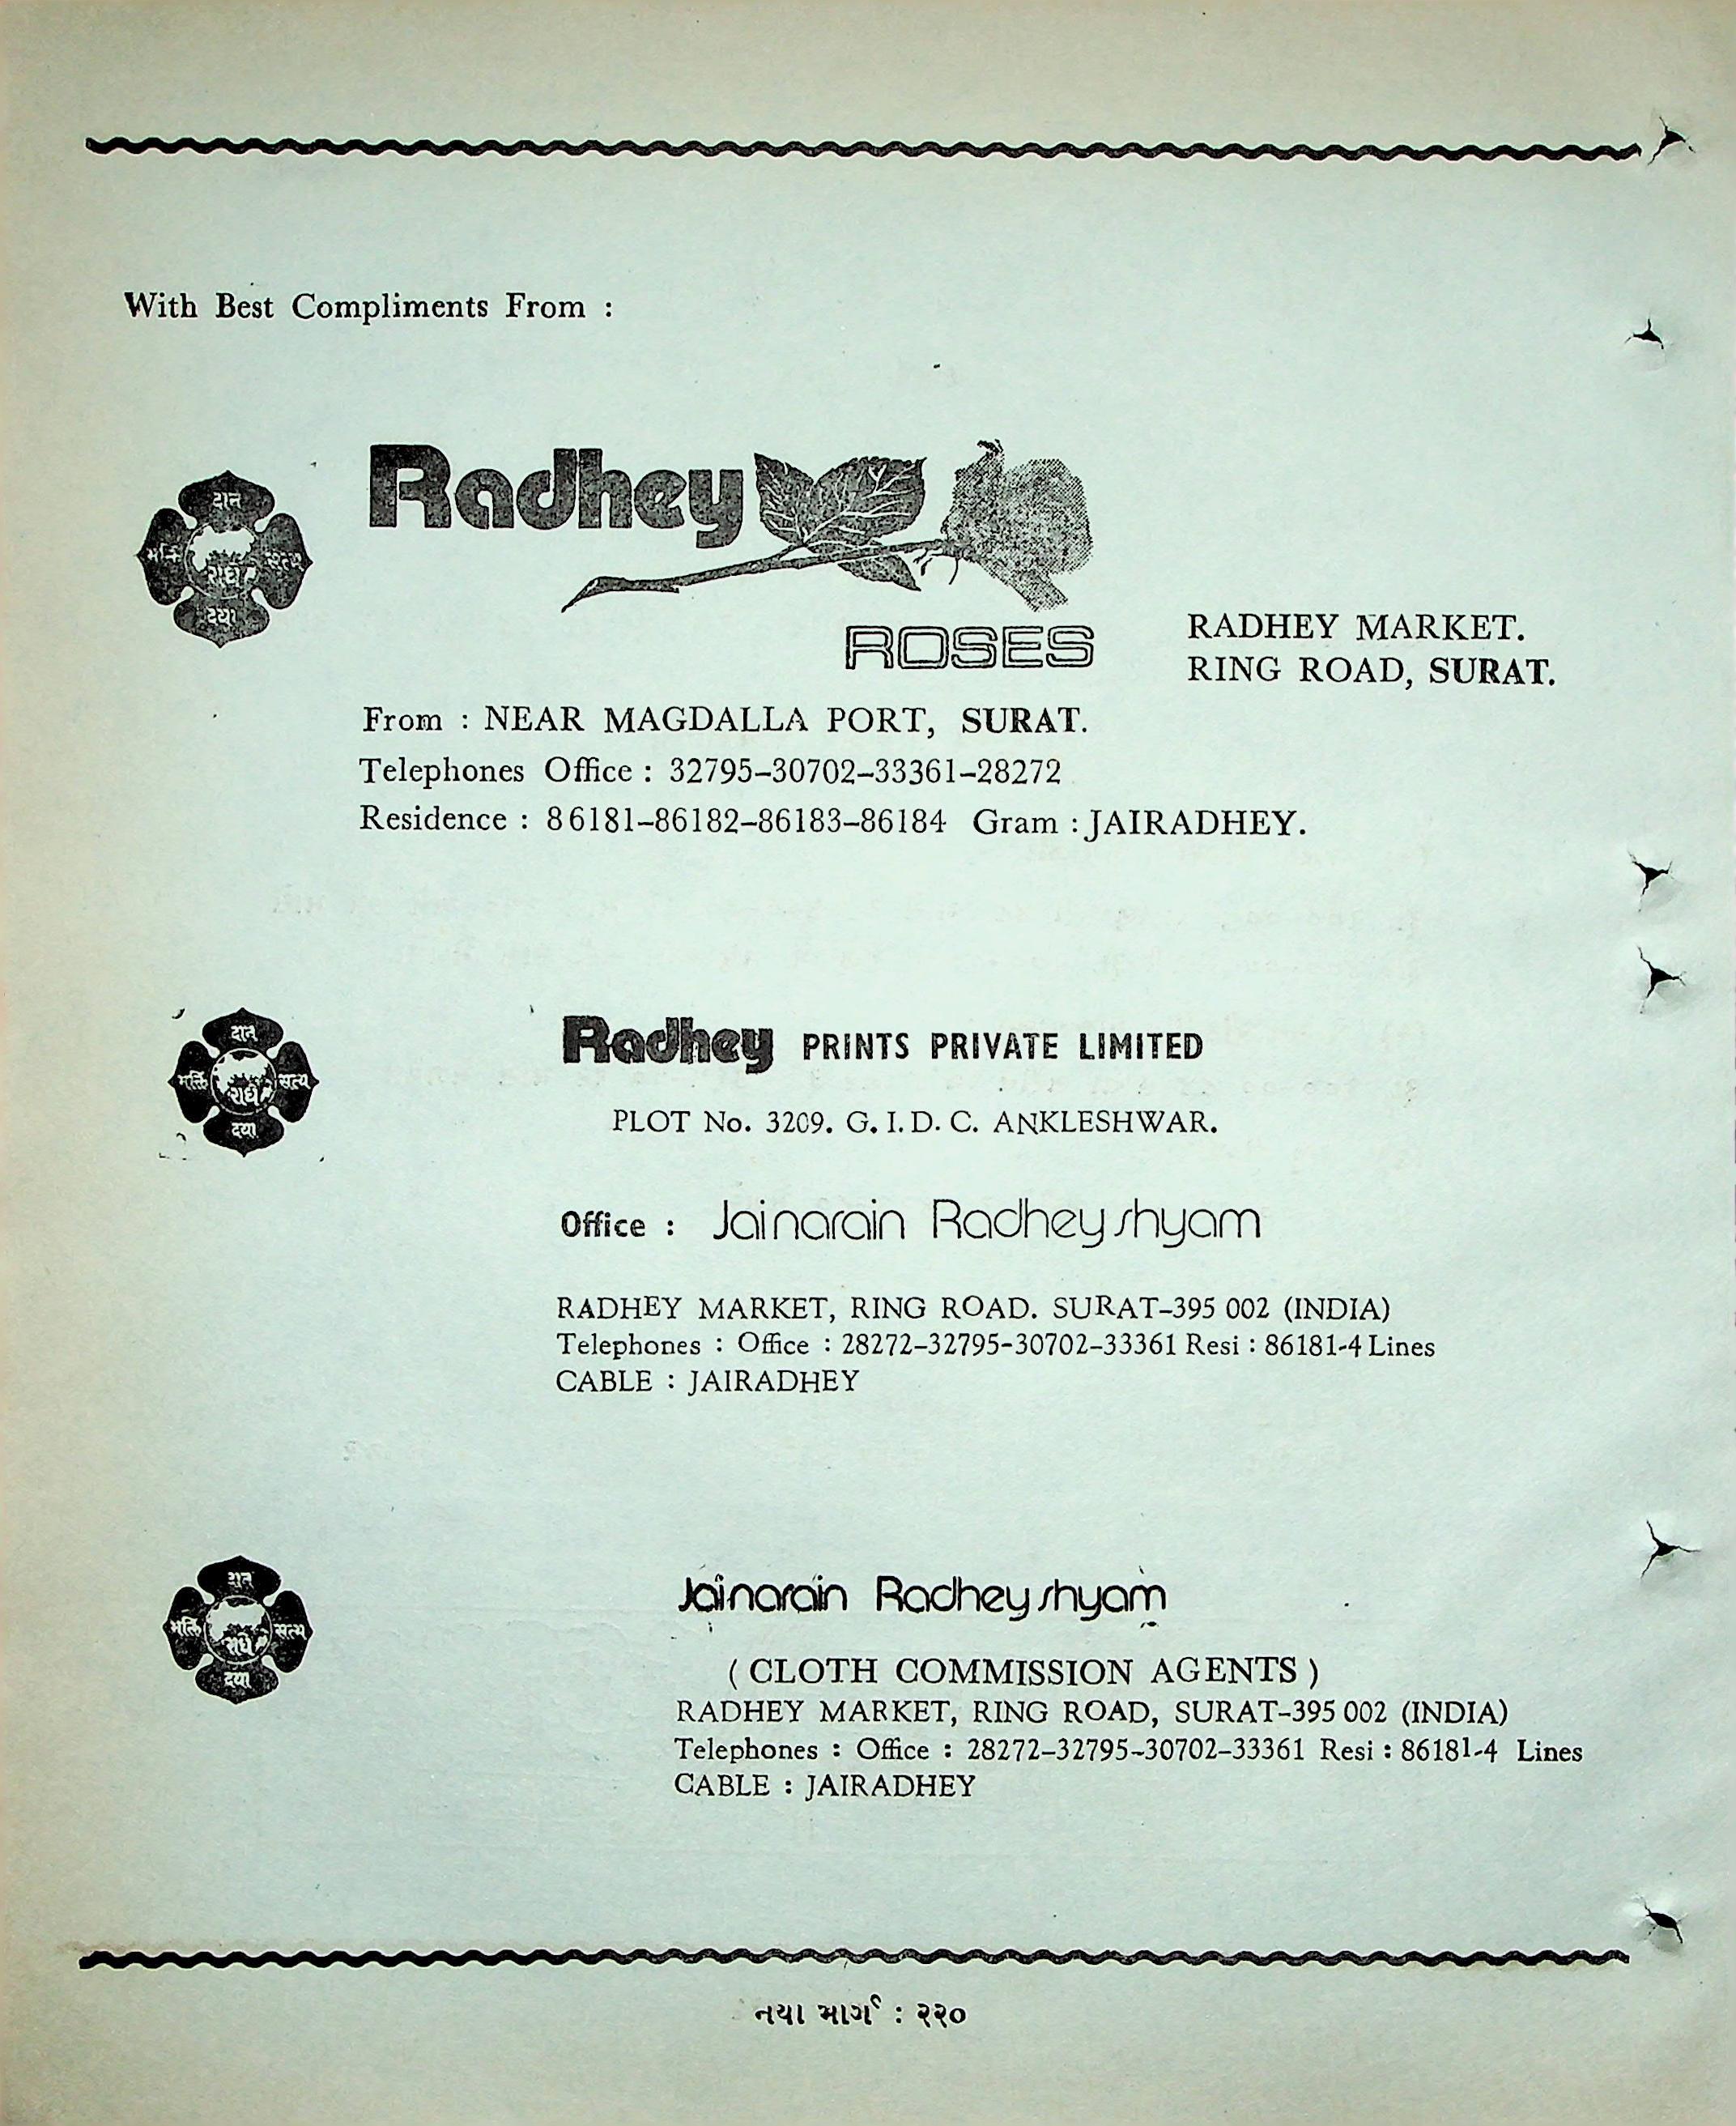 With Best Compliments From :
दान
भक्ति
सत्य
राधे
दया
Radhey
ROSES
RADHEY MARKET.
RING ROAD, SURAT.
From : NEAR MAGDALLA PORT, SURAT.
Telephones Office : 32795-30702-33361-28272
Residence : 86181-86182-86183-86184 Gram : JAIRADHEY.
दान
भक्ति
सत्य
राधे
दया
Radhey PRINTS PRIVATE LIMITED
PLOT No. 3209. G. I. D. C. ANKLESHWAR.
Office : Jainarain Radheyshyam
RADHEY MARKET, RING ROAD. SURAT-395 002 (INDIA)
Telephones : Office : 28272-32795-30702-33361 Resi : 86181-4 Lines
CABLE : JAIRADHEY
दान
भक्ति
सत्य
राधे
दया
Jainarain Radheyshyam
( CLOTH COMMISSION AGENTS )
RADHEY MARKET, RING ROAD, SURAT-395 002 (INDIA)
Telephones : Office : 28272-32795-30702-33361 Resi : 86181-4 Lines
CABLE : JAIRADHEY
નયા માર્ગ : ૨૨૦